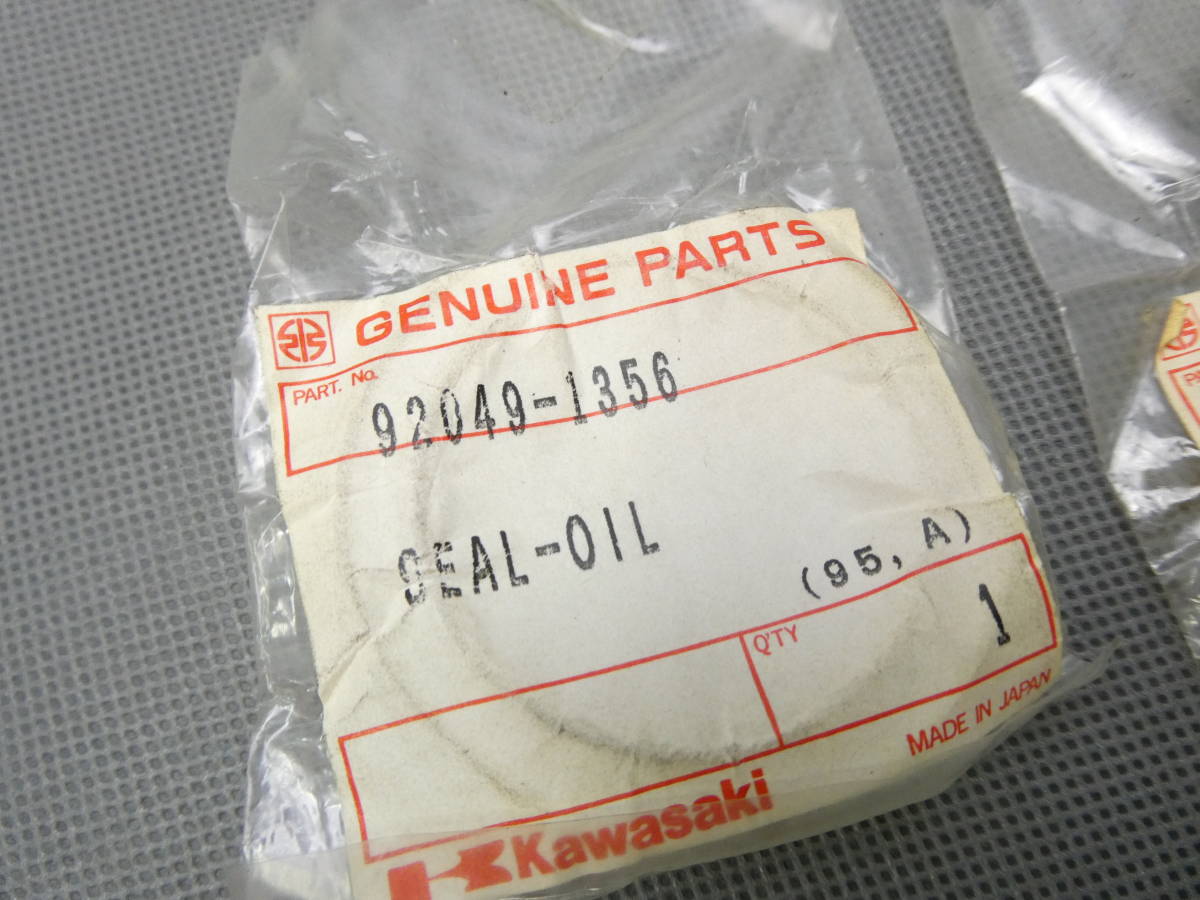 GENUINE PARTS
PART. No.
92049-1356
SEAL-OIL
(95, A)
Q'TY
1
MADE IN JAPAN
Kawasaki